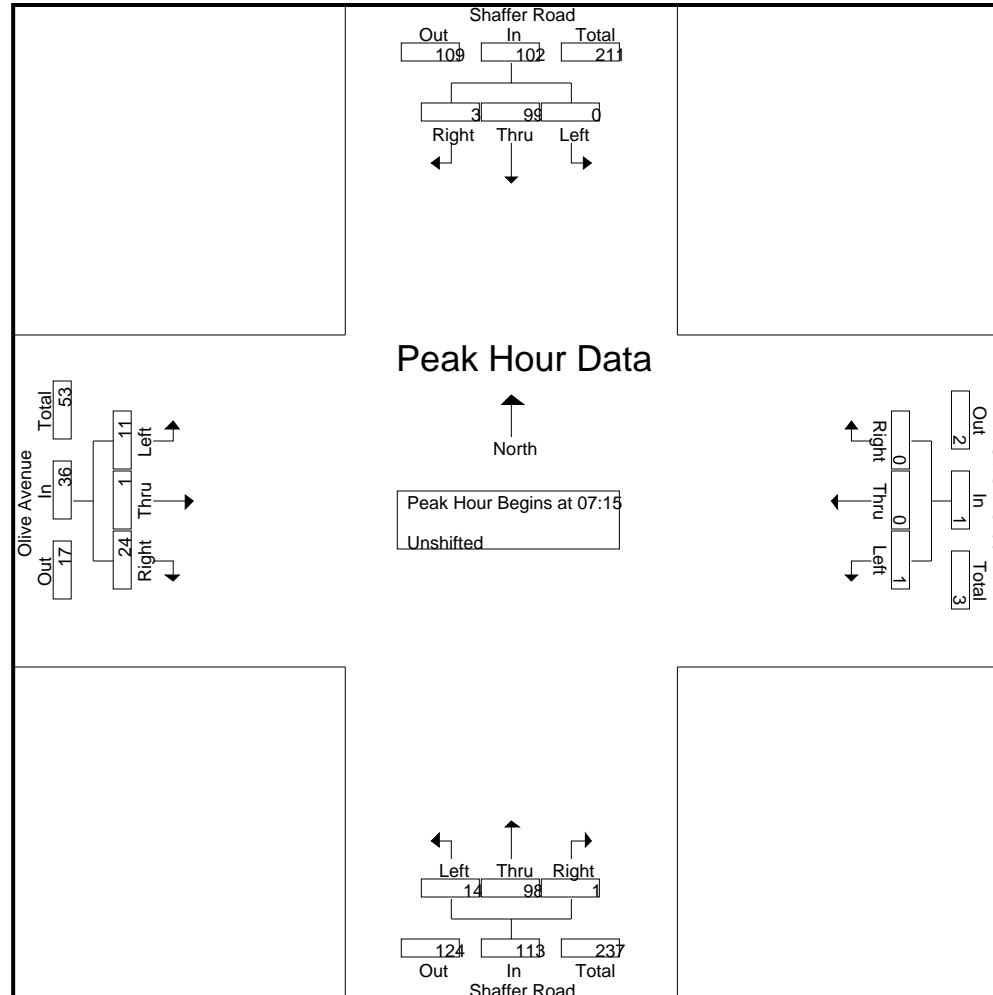 Shaffer Road
Out In Total
109 102 211
3 99 0
Right Thru Left
Peak Hour Data
North
Peak Hour Begins at 07:15
Unshifted
Olive Avenue
Out In Total
17 36 53
11 1 24
Left Thru Right
Out In Total
2 1 3
0 0 1
Right Thru Left
Left Thru Right
14 98 1
124 113 237
Out In Total
Shaffer Road